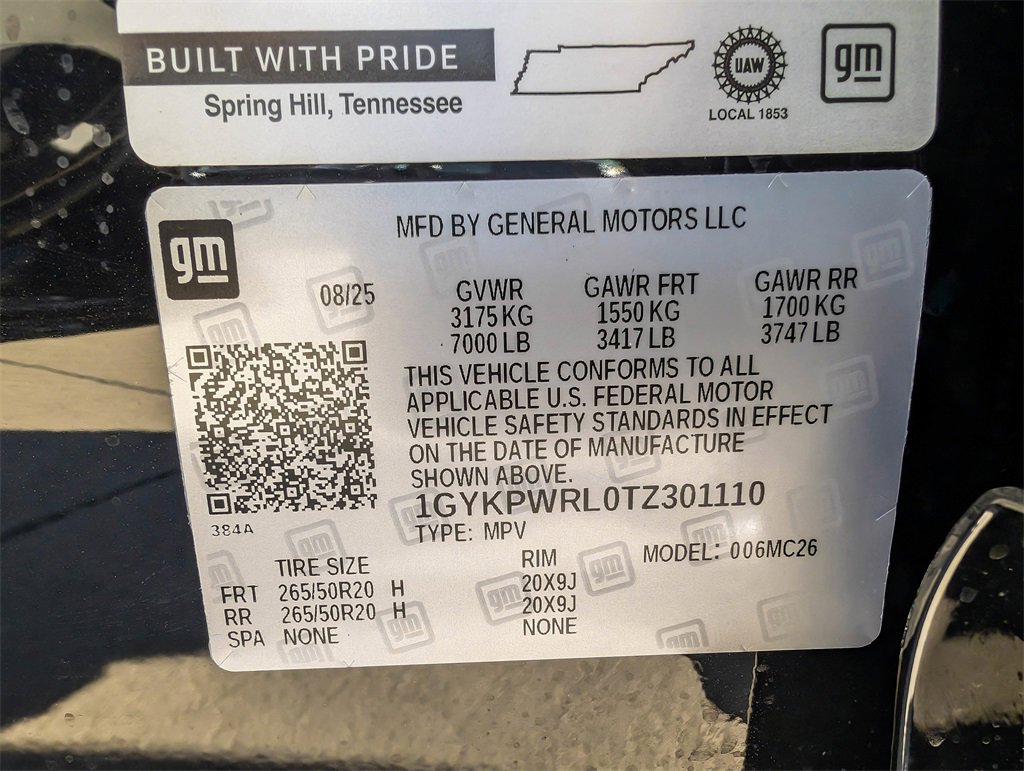 BUILT WITH PRIDE
Spring Hill, Tennessee
UAW
LOCAL 1853
gm
gm
MFD BY GENERAL MOTORS LLC
08/25
GVWR GAWR FRT GAWR RR
3175 KG 1550 KG 1700 KG
7000 LB 3417 LB 3747 LB
THIS VEHICLE CONFORMS TO ALL
APPLICABLE U.S. FEDERAL MOTOR
VEHICLE SAFETY STANDARDS IN EFFECT
ON THE DATE OF MANUFACTURE
SHOWN ABOVE.
384A
1GYKPWRL0TZ301110
TYPE: MPV
MODEL: 006MC26
TIRE SIZE RIM
FRT 265/50R20 H 20X9J
RR 265/50R20 H 20X9J
SPA NONE NONE